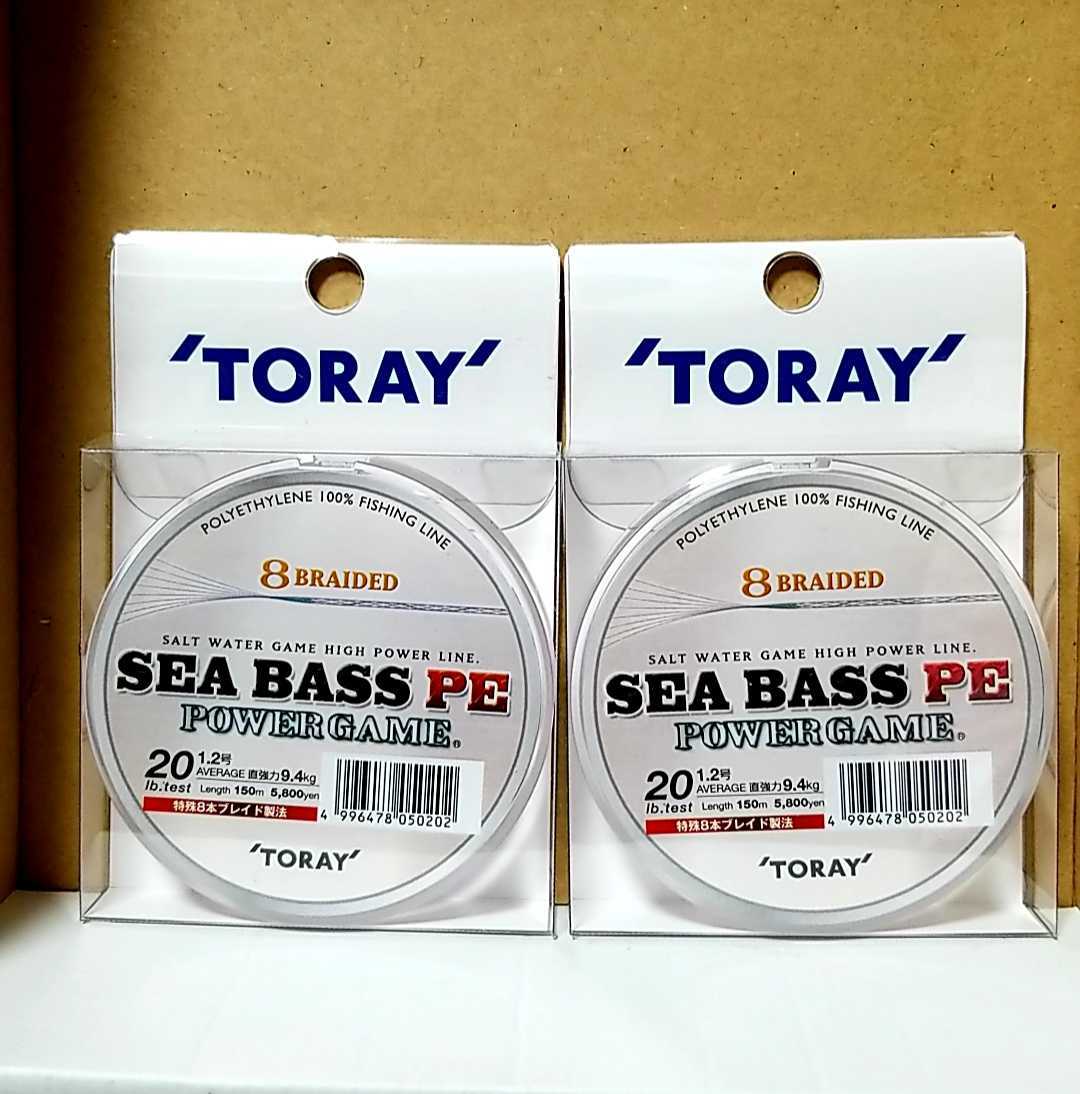 'TORAY'
POLYETHYLENE 100% FISHING LINE
8 BRAIDED
SALT WATER GAME HIGH POWER LINE.
SEA BASS PE
POWER GAME®
20 1.2号
lb.test AVERAGE 直強力9.4kg
Length 150m 5,800yen
特殊8本ブレイド製法
4 996478 050202
'TORAY'
'TORAY'
POLYETHYLENE 100% FISHING LINE
8 BRAIDED
SALT WATER GAME HIGH POWER LINE.
SEA BASS PE
POWER GAME®
20 1.2号
lb.test AVERAGE 直強力9.4kg
Length 150m 5,800yen
特殊8本ブレイド製法
4 996478 050202
'TORAY'